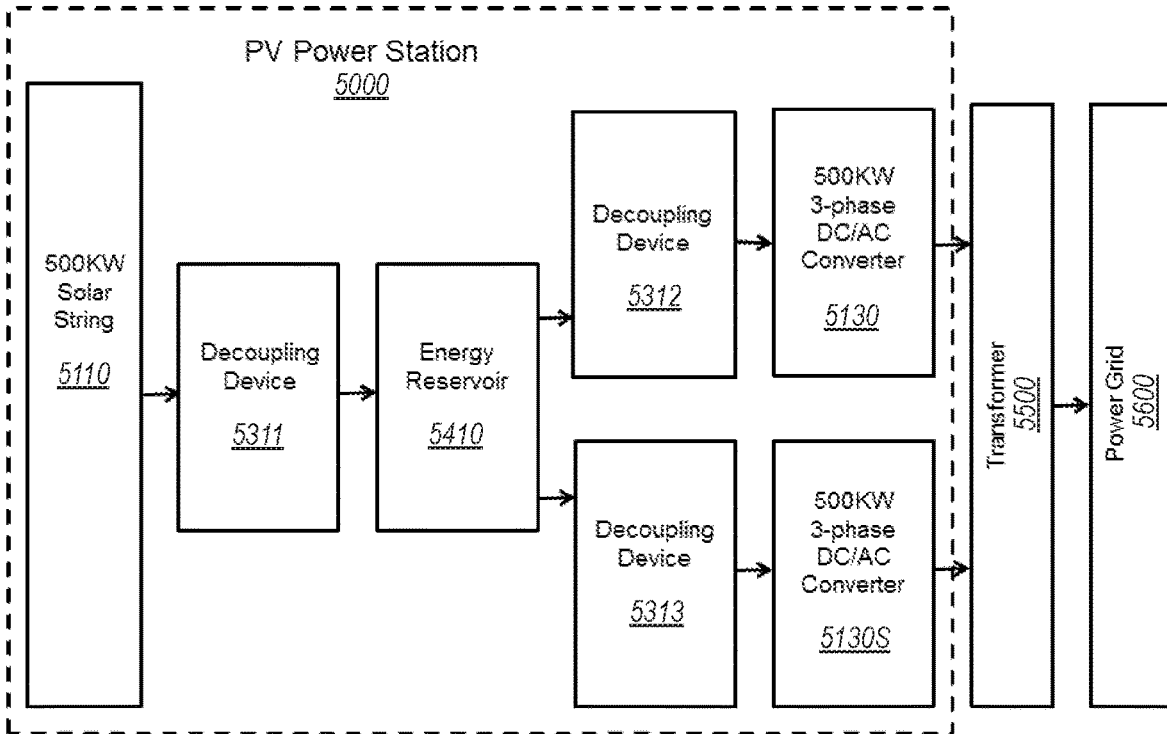 PV Power Station
5000
500KW
Solar
String
5110
Decoupling
Device
5311
Energy
Reservoir
5410
Decoupling
Device
5312
500KW
3-phase
DC/AC
Converter
5130
Decoupling
Device
5313
500KW
3-phase
DC/AC
Converter
5130S
Transformer
5500
Power Grid
5600